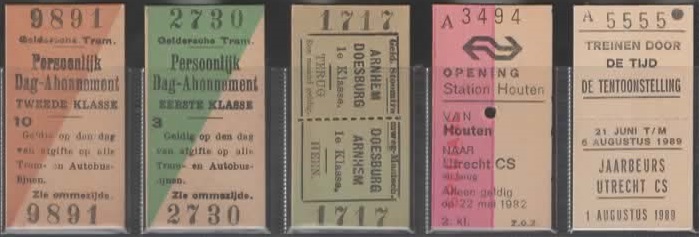 9891
Geldersche Tram.
Persoonlijk
Dag-Abonnement
TWEEDE KLASSE
10
Geldig op den dag
van afgifte op alle
Tram- en Autobus-
lijnen.
Zie ommezijde.
9891
2730
Geldersche Tram.
Persoonlijk
Dag-Abonnement
EERSTE KLASSE
3
Geldig op den dag
van afgifte op alle
Tram- en Autobus-
lijnen.
Zie ommezijde.
2730
1717
ARNHEM
DOESBURG
1e Klasse.
TERUG
DOESBURG
ARNHEM
1e Klasse.
HEEN.
1717
A 3494
OPENING
Station Houten
VAN
Houten
NAAR
Utrecht CS
Alleen geldig
op 22 mei 1982
2. kl.
A 5555
TREINEN DOOR
DE TIJD
DE TENTOONSTELLING
21 JUNI T/M
6 AUGUSTUS 1989
JAARBEURS
UTRECHT CS
1 AUGUSTUS 1989